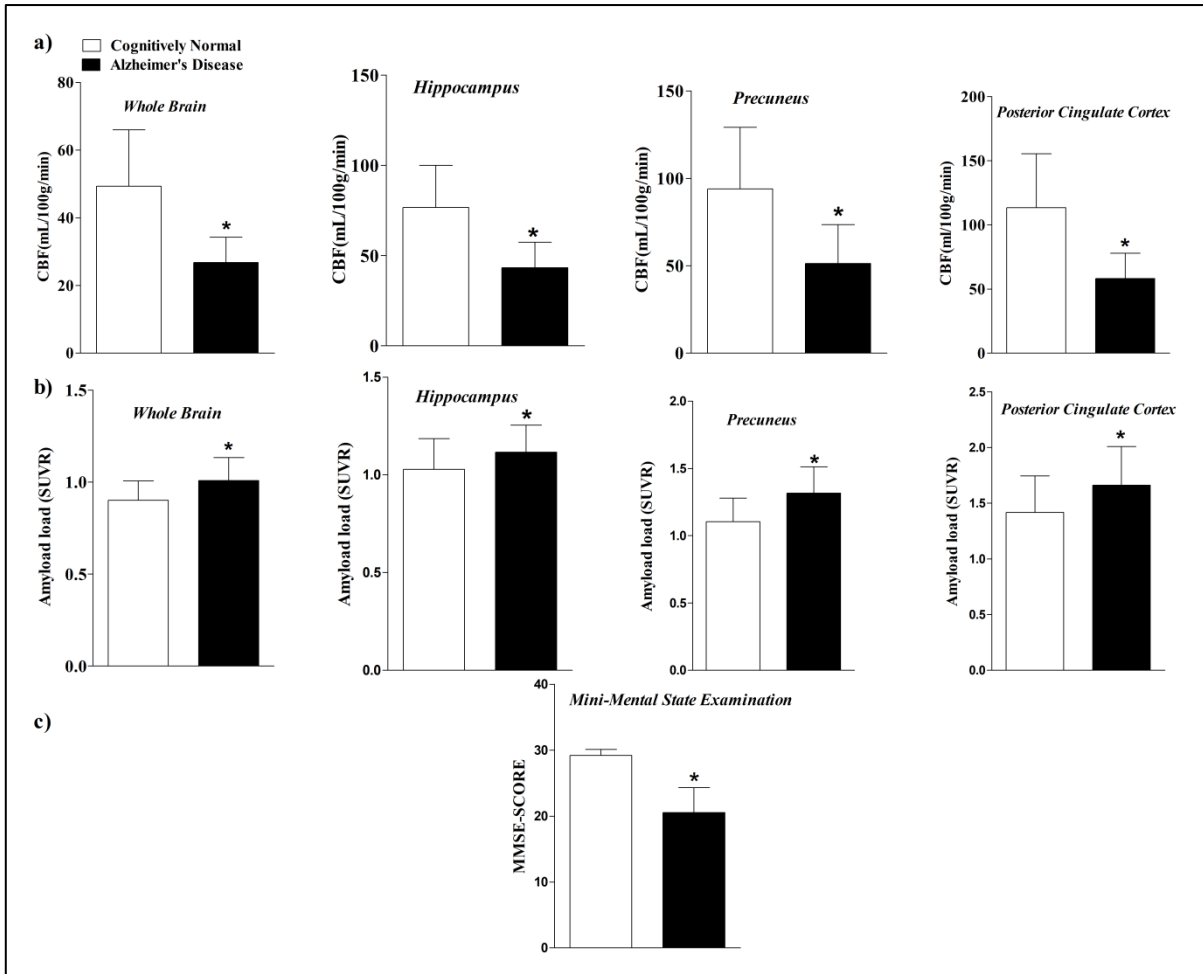 a)
Cognitively Normal
Alzheimer's Disease
Whole Brain
CBF(mL/100g/min)
80
60
40
20
0
*
Hippocampus
CBF(mL/100g/min)
150
100
50
0
*
Precuneus
CBF(mL/100g/min)
150
100
50
0
*
Posterior Cingulate Cortex
CBF(ml/100g/min)
200
150
100
50
0
*
b)
Whole Brain
Amyload load (SUVR)
1.5
1.0
0.5
0.0
*
Hippocampus
Amyload load (SUVR)
1.5
1.0
0.5
0.0
*
Precuneus
Amyload load (SUVR)
2.0
1.5
1.0
0.5
0.0
*
Posterior Cingulate Cortex
Amyload load (SUVR)
2.5
2.0
1.5
1.0
0.5
0.0
*
c)
Mini-Mental State Examination
MMSE-SCORE
40
30
20
10
0
*